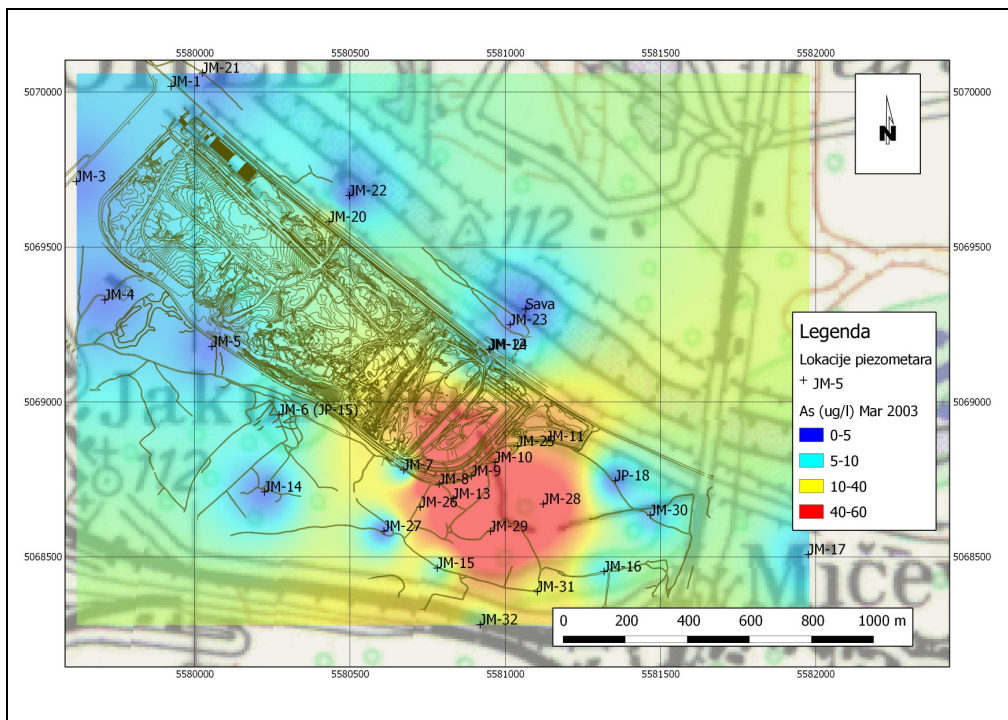 5580000 5580500 5581000 5581500 5582000
JM-21
JM-1
5070000 5070000
N
JM-3
JM-22
JM-20
112
5069500 5069500
JM-4
Sava
JM-23
Legenda
Lokacije piezometara
JM-5
As (ug/l) Mar 2003
0-5
5-10
10-40
40-60
JM-5
Jaku
JM-6 (JP-15)
5069000 5069000
JM-11
JM-25
JM-7
JM-10
JM-9
JM-8
JP-18
JM-14
JM-13
JM-26
JM-28
JM-30
JM-27
JM-29
112
5068500 5068500
JM-17
JM-15
JM-16
Miče
JM-31
JM-32
0 200 400 600 800 1000 m
5580000 5580500 5581000 5581500 5582000